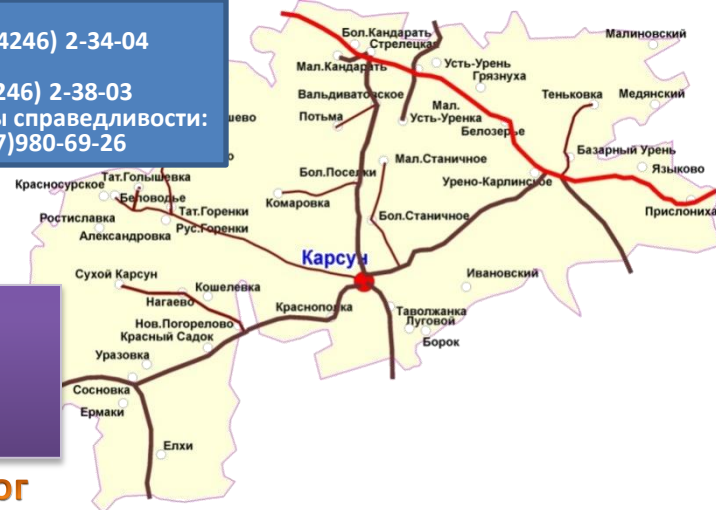 4246) 2-34-04
246) 2-38-03
ы справедливости:
7)980-69-26
Бол.Кандарать
Стрелецкая
Малиновский
Мал.Кандарать
Усть-Урень
Грязнуха
Вальдиватское
Теньковка
Медянский
Мал.
Усть-Уренка
Потьма
шево
Белозерье
о
Базарный Урень
Мал.Станичное
Языково
Бол.Поселки
Урено-Карлинское
Тат.Голышевка
Красносурское
Беловодье
Комаровка
Прислониха
Тат.Горенки
Бол.Станичное
Ростиславка
Рус.Горенки
Александровка
Карсун
Сухой Карсун
Ивановский
Кошелевка
Нагаево
Краснополка
Таволжанка
Луговой
Нов.Погорелово
Красный Садок
Борок
Уразовка
Сосновка
Ермаки
Елхи
ог